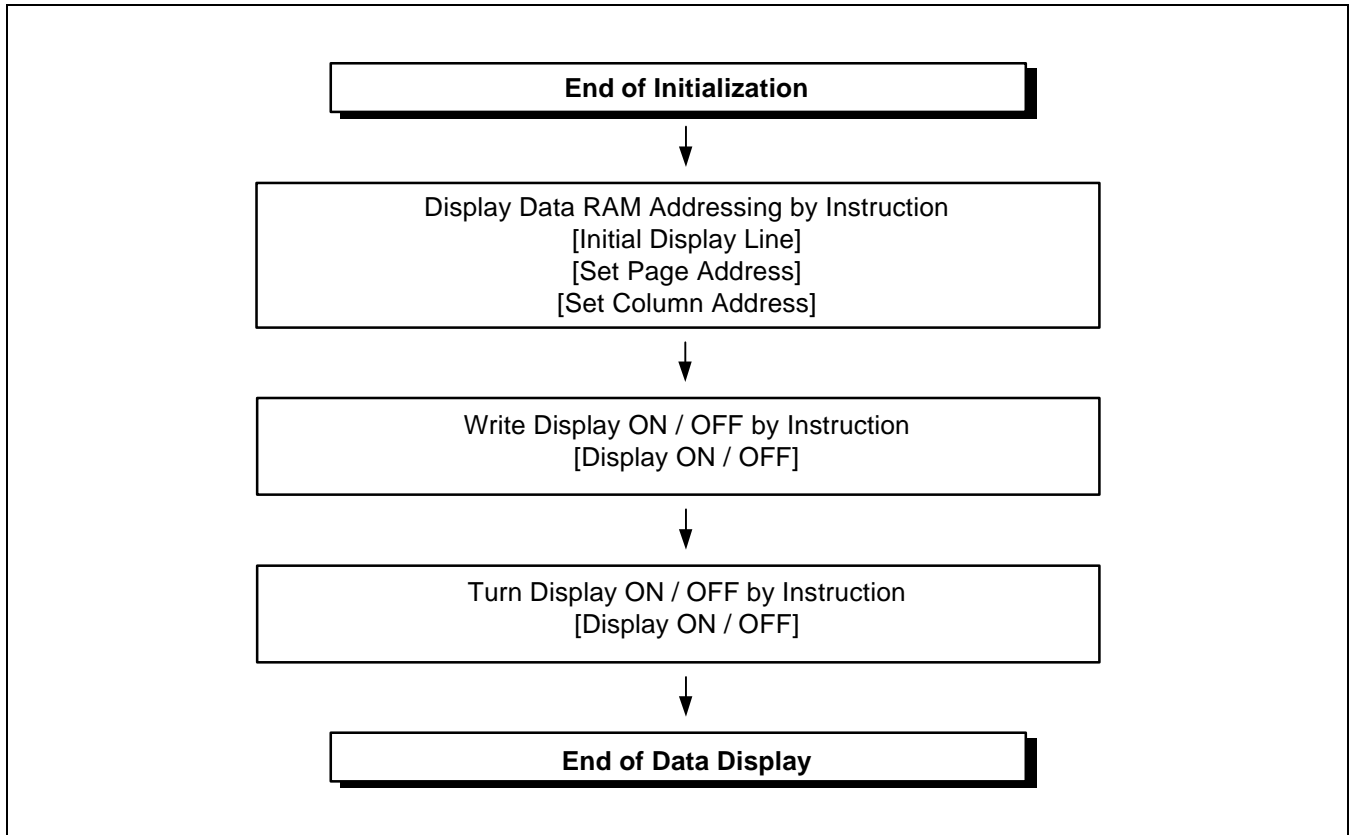 End of Initialization
Display Data RAM Addressing by Instruction
[Initial Display Line]
[Set Page Address]
[Set Column Address]
Write Display ON / OFF by Instruction
[Display ON / OFF]
Turn Display ON / OFF by Instruction
[Display ON / OFF]
End of Data Display